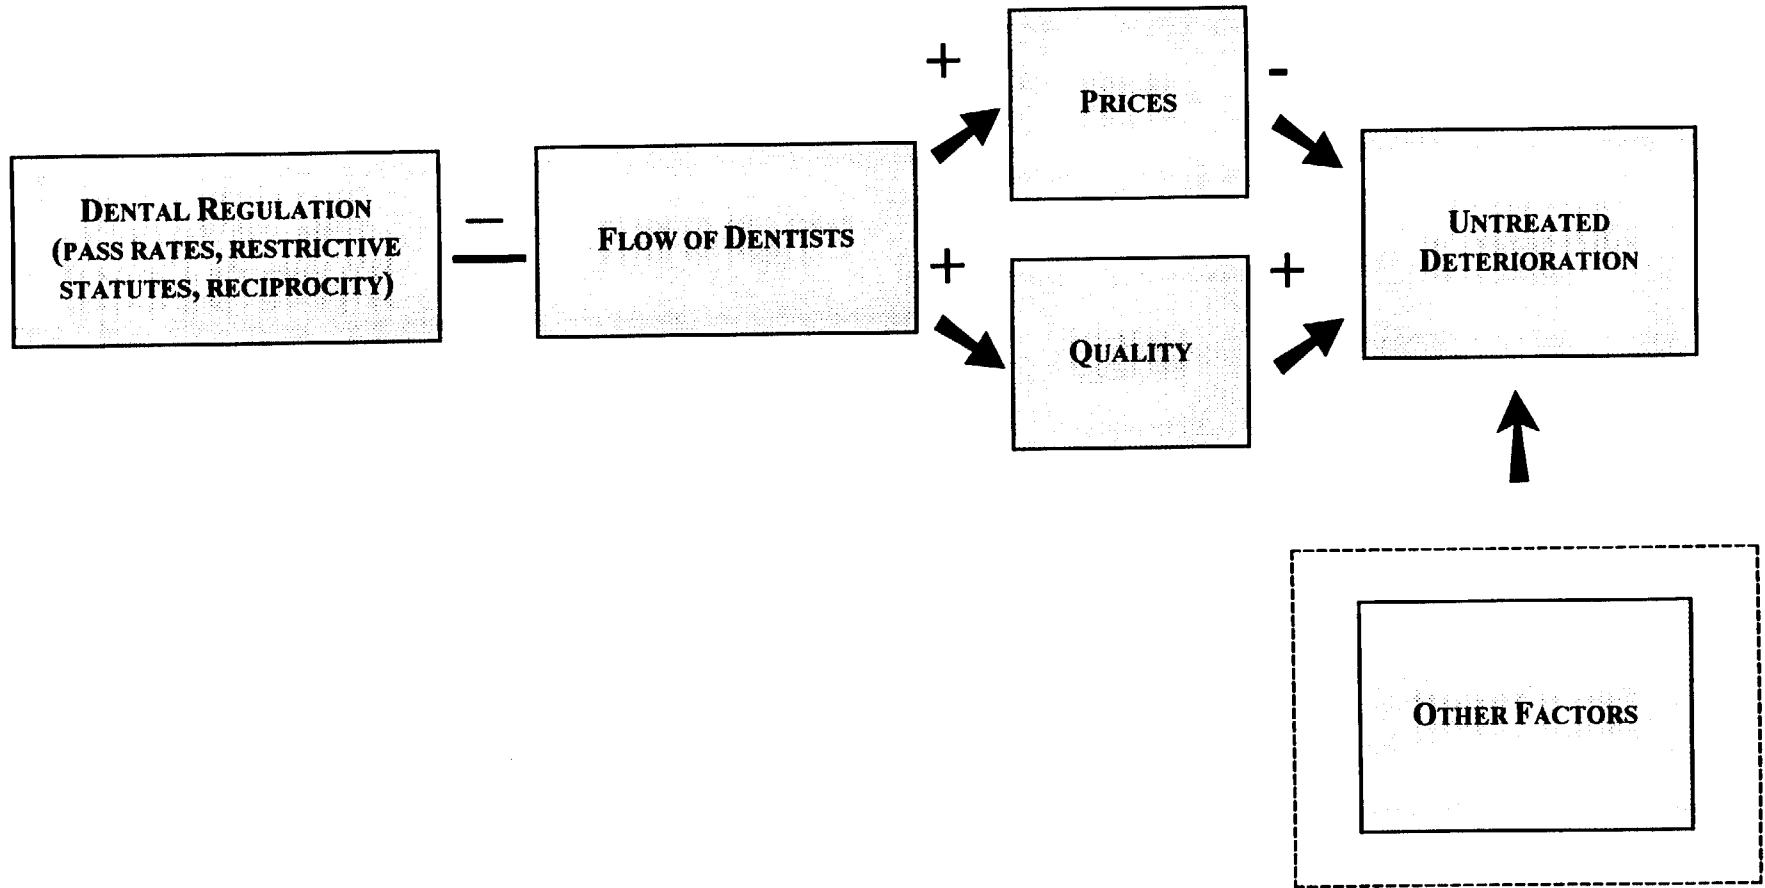 +
-
PRICES
DENTAL REGULATION
(PASS RATES, RESTRICTIVE
STATUTES, RECIPROCITY)
—
FLOW OF DENTISTS
UNTREATED
DETERIORATION
+
+
QUALITY
OTHER FACTORS